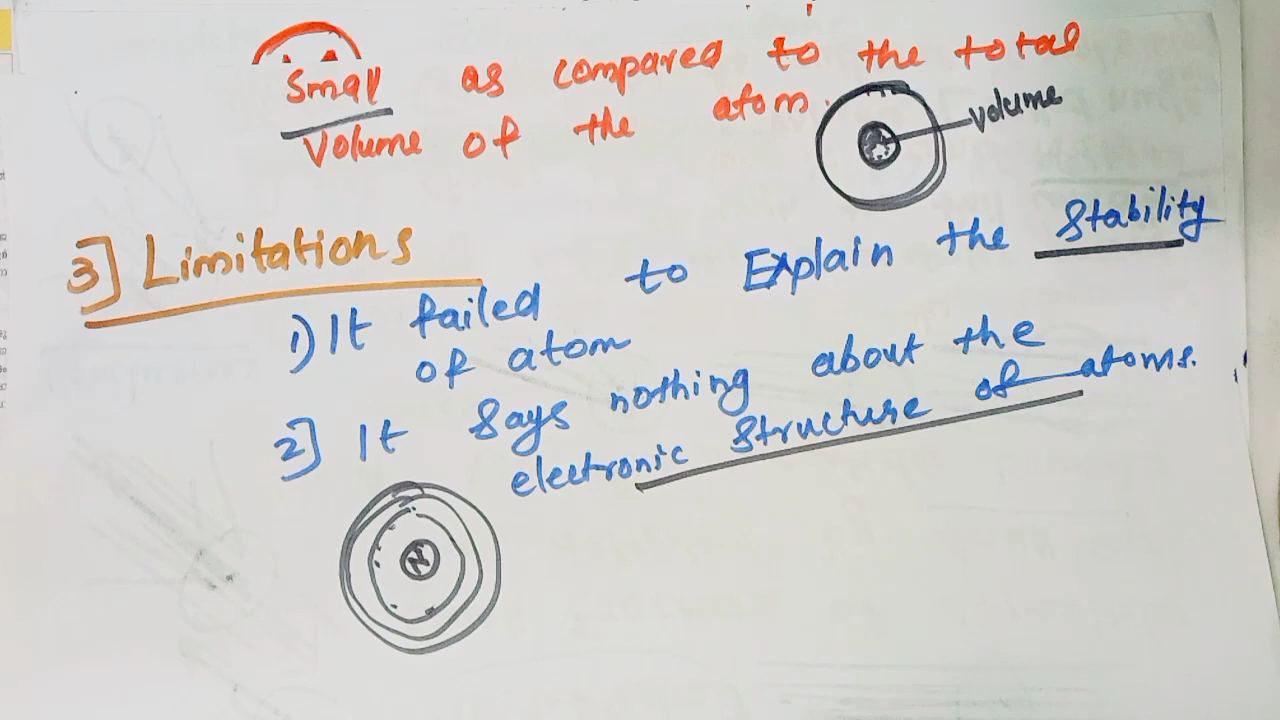 Small as compared to the total
Volume of the atom.
volume
3] Limitations
1) It failed to Explain the Stability
of atom
2] It Says nothing about the
electronic Structure of atoms.
N